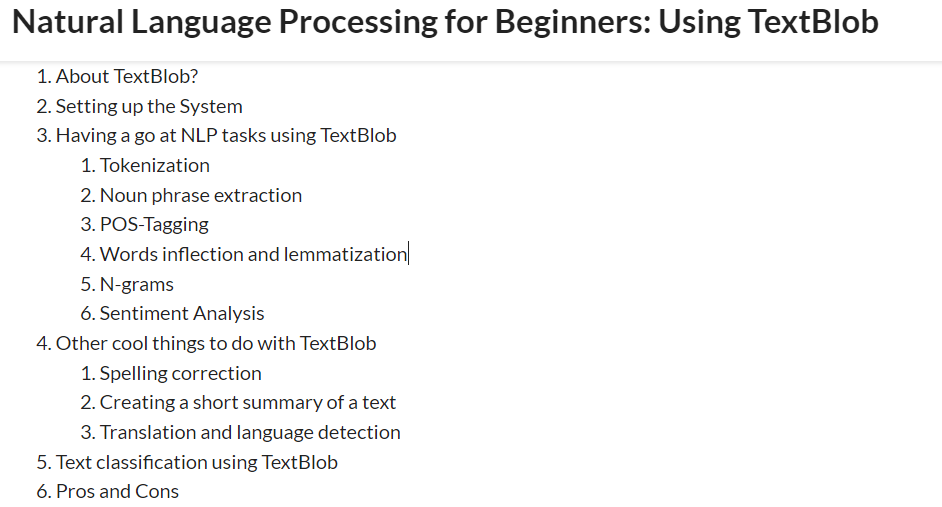 Natural Language Processing for Beginners: Using TextBlob
1. About TextBlob?
2. Setting up the System
3. Having a go at NLP tasks using TextBlob
1. Tokenization
2. Noun phrase extraction
3. POS-Tagging
4. Words inflection and lemmatization
5. N-grams
6. Sentiment Analysis
4. Other cool things to do with TextBlob
1. Spelling correction
2. Creating a short summary of a text
3. Translation and language detection
5. Text classification using TextBlob
6. Pros and Cons